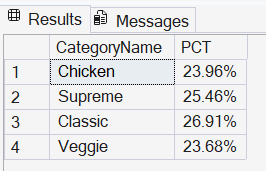 Results Messages
CategoryName PCT
1 Chicken 23.96%
2 Supreme 25.46%
3 Classic 26.91%
4 Veggie 23.68%